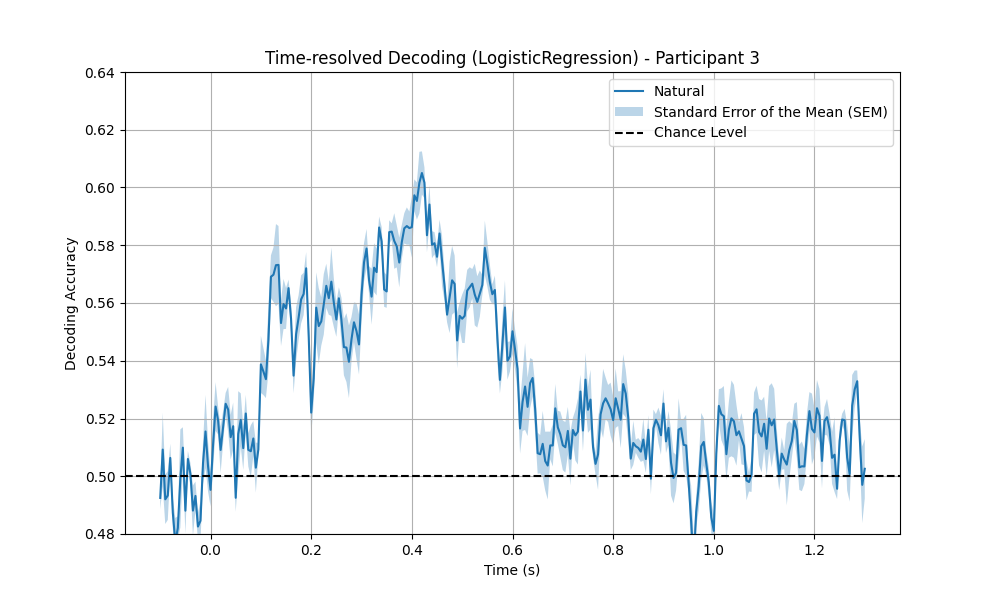 Time-resolved Decoding (LogisticRegression) - Participant 3
Natural
Standard Error of the Mean (SEM)
Chance Level
Decoding Accuracy
0.64
0.62
0.60
0.58
0.56
0.54
0.52
0.50
0.48
0.0 0.2 0.4 0.6 0.8 1.0 1.2
Time (s)